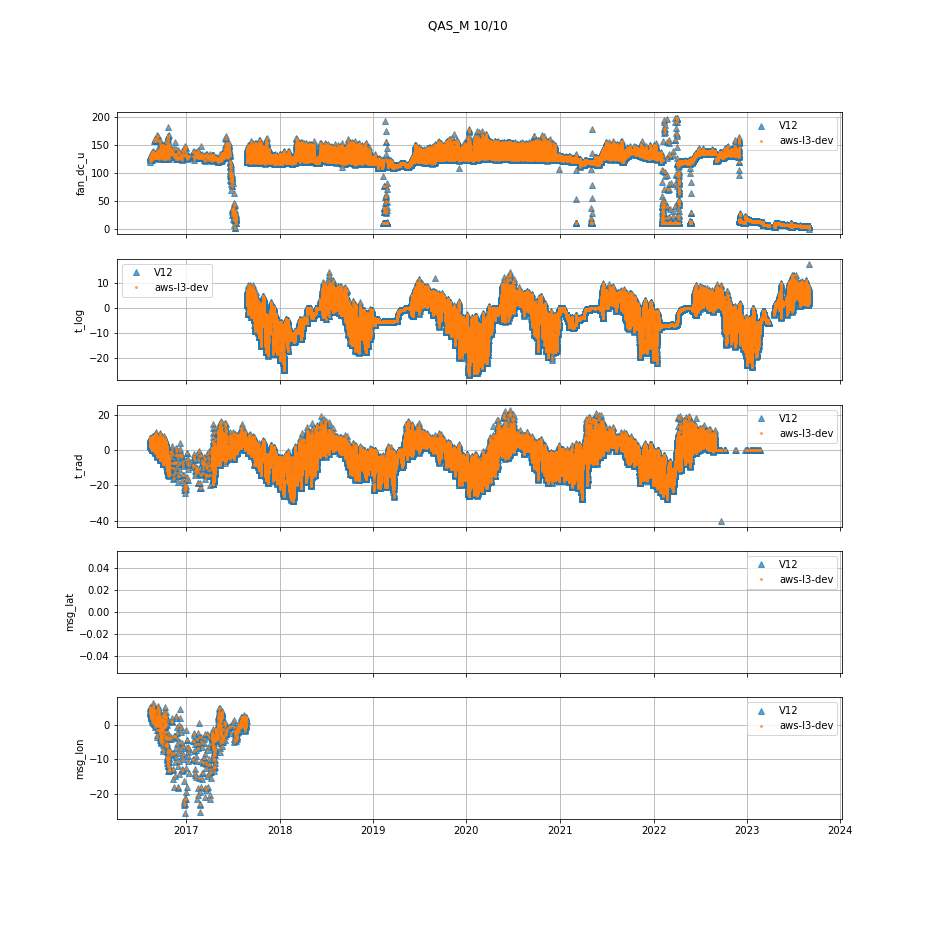 QAS_M 10/10
200
150
100
50
0
fan_dc_u
V12
aws-l3-dev
10
0
−10
−20
t_log
V12
aws-l3-dev
20
0
−20
−40
t_rad
V12
aws-l3-dev
0.04
0.02
0.00
−0.02
−0.04
msg_lat
V12
aws-l3-dev
0
−10
−20
msg_lon
V12
aws-l3-dev
2017 2018 2019 2020 2021 2022 2023 2024